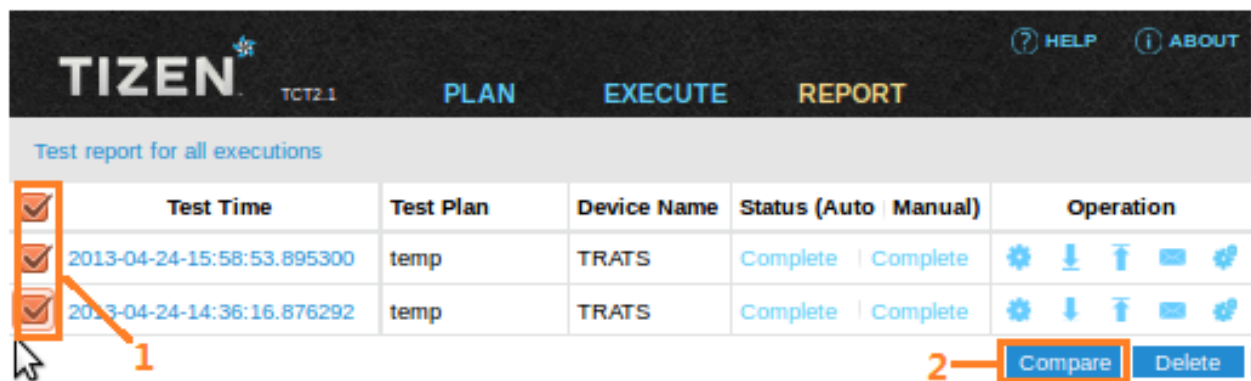 ? HELP i ABOUT
TIZEN TCT2.1 PLAN EXECUTE REPORT
Test report for all executions
Test Time Test Plan Device Name Status (Auto Manual) Operation
2013-04-24-15:58:53.895300 temp TRATS Complete Complete
2013-04-24-14:36:16.876292 temp TRATS Complete Complete
1 2 Compare Delete